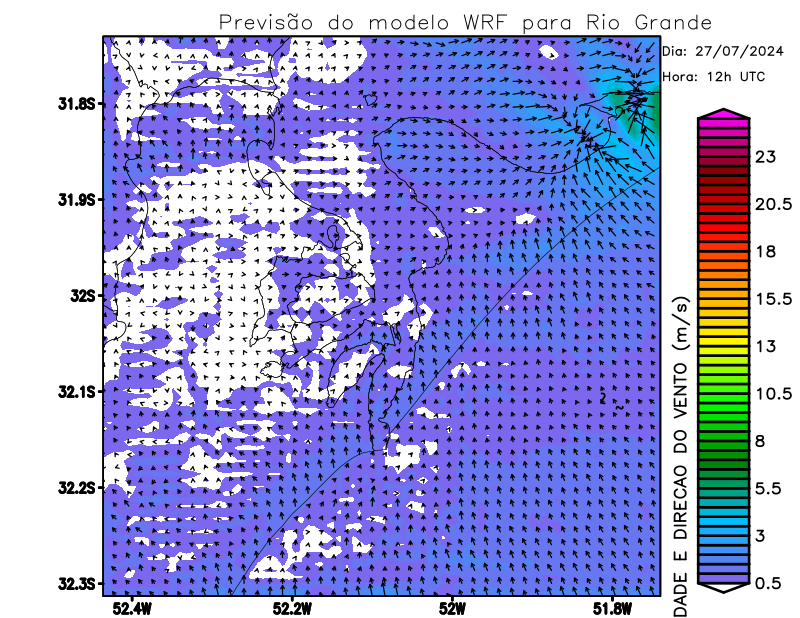 Previsão do modelo WRF para Rio Grande
Dia: 27/07/2024
Hora: 12h UTC
31.8S
31.9S
32S
32.1S
32.2S
32.3S
52.4W
52.2W
52W
51.8W
23
20.5
18
15.5
13
10.5
8
5.5
3
0.5
DADE E DIRECAO DO VENTO (m/s)